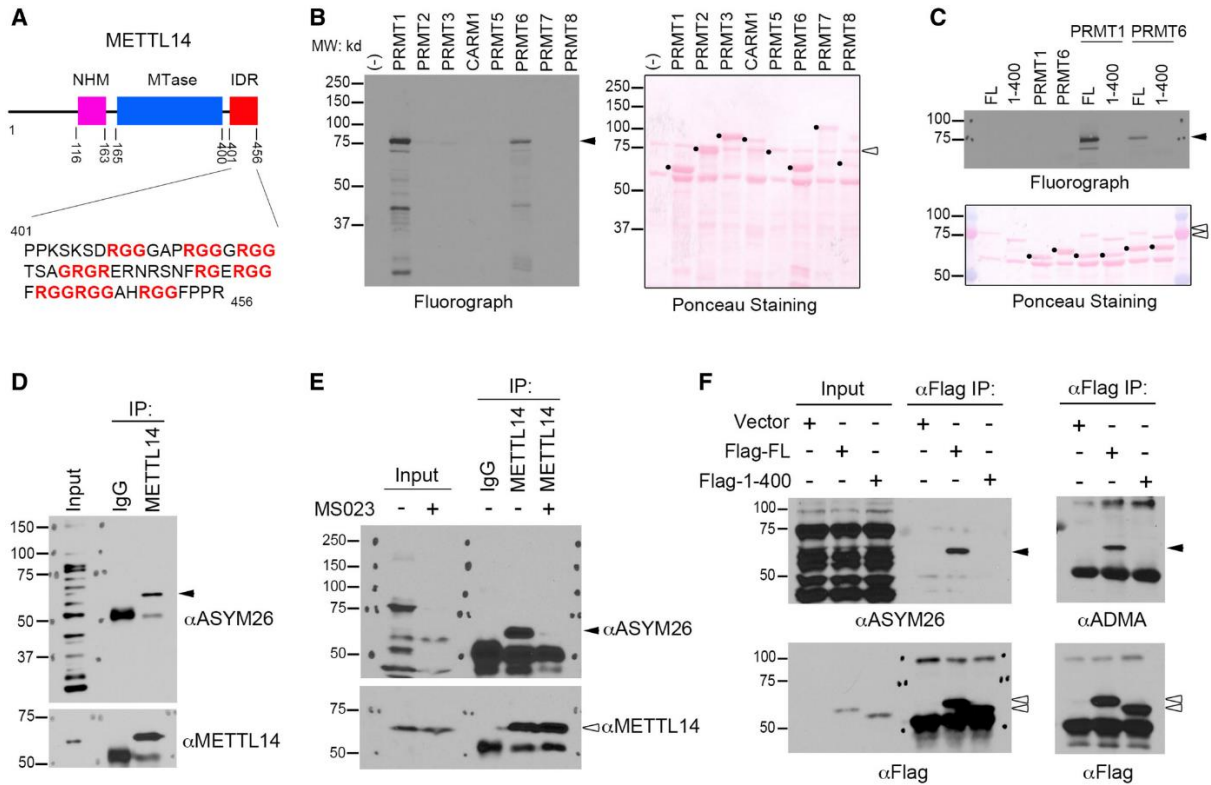 A
METTL14
NHM
MTase
IDR
1
116
163
165
400
401
456
401
PPKSKSDRGGGAPRGGGRGG
TSAGRGRERNRSNFRGERGG
FRGGRGGAHRGGFPPR
456
B
MW: kd
(-)
PRMT1
PRMT2
PRMT3
CARM1
PRMT5
PRMT6
PRMT7
PRMT8
250
150
100
75
50
37
Fluorograph
(-)
PRMT1
PRMT2
PRMT3
CARM1
PRMT5
PRMT6
PRMT7
PRMT8
250
150
100
75
50
37
Ponceau Staining
C
PRMT1 PRMT6
FL
1-400
PRMT1
PRMT6
FL
1-400
FL
1-400
100
75
Fluorograph
100
75
50
Ponceau Staining
D
IP:
Input
IgG
METTL14
150
100
75
50
37
αASYM26
75
50
αMETTL14
E
IP:
Input
IgG
METTL14
METTL14
MS023 - + - - +
250
150
100
75
50
αASYM26
75
50
αMETTL14
F
Input αFlag IP: αFlag IP:
Vector + - - + - - + - -
Flag-FL - + - - + - - + -
Flag-1-400 - - + - - + - - +
100
75
50
αASYM26
100
75
50
αADMA
100
75
50
αFlag
100
75
50
αFlag